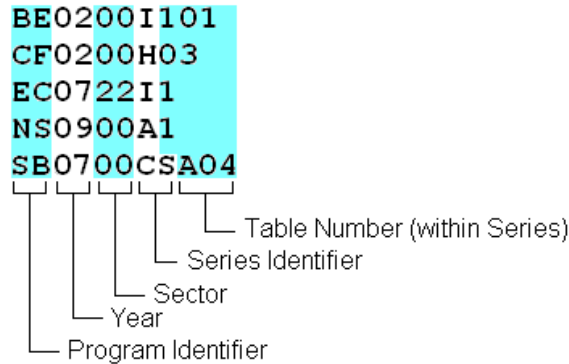 BE0200I101
CF0200H03
EC0722I1
NS0900A1
SB0700CSA04
Table Number (within Series)
Series Identifier
Sector
Year
Program Identifier